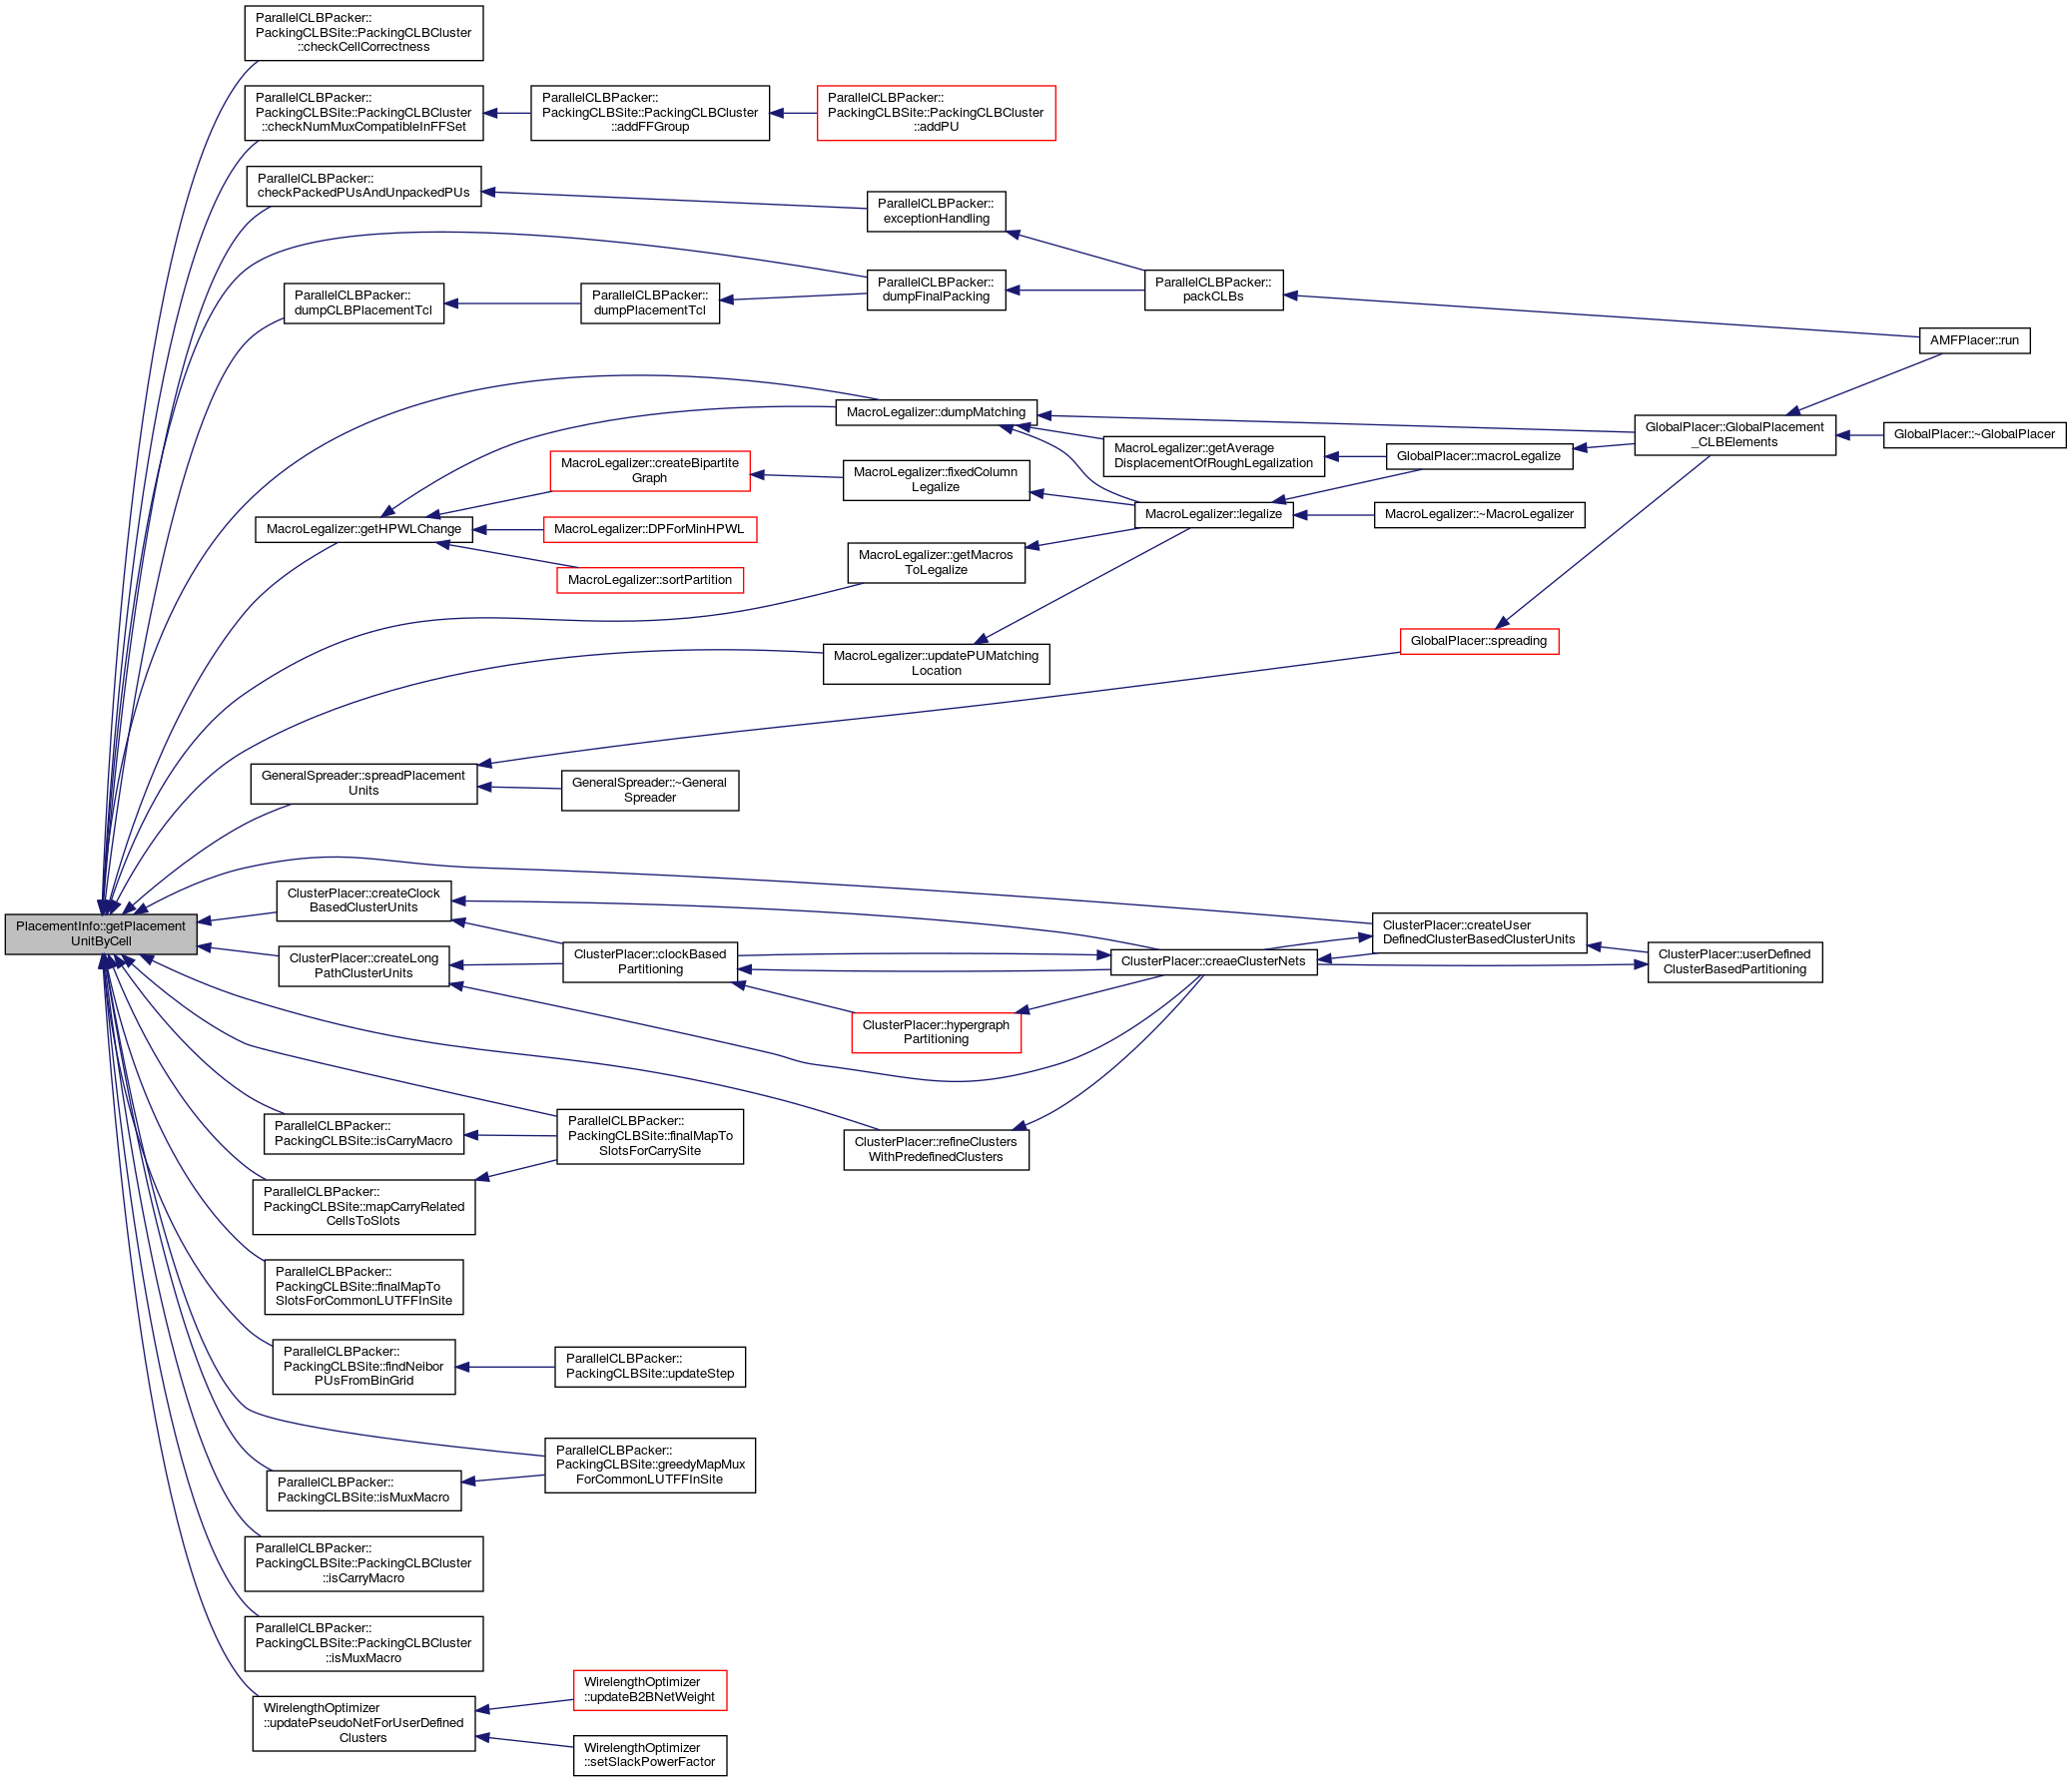 ParallelCLBPacker::
PackingCLBSite::PackingCLBCluster
::checkCellCorrectness
ParallelCLBPacker::
PackingCLBSite::PackingCLBCluster
::checkNumMuxCompatibleInFFSet
ParallelCLBPacker::
PackingCLBSite::PackingCLBCluster
::addFFGroup
ParallelCLBPacker::
PackingCLBSite::PackingCLBCluster
::addPU
ParallelCLBPacker::
checkPackedPUsAndUnpackedPUs
ParallelCLBPacker::
exceptionHandling
ParallelCLBPacker::
dumpCLBPlacementTcl
ParallelCLBPacker::
dumpPlacementTcl
ParallelCLBPacker::
dumpFinalPacking
ParallelCLBPacker::
packCLBs
AMFPlacer::run
MacroLegalizer::dumpMatching
GlobalPlacer::GlobalPlacement
_CLBElements
GlobalPlacer::~GlobalPlacer
MacroLegalizer::getAverage
DisplacementOfRoughLegalization
GlobalPlacer::macroLegalize
MacroLegalizer::createBipartite
Graph
MacroLegalizer::fixedColumn
Legalize
MacroLegalizer::getHPWLChange
MacroLegalizer::DPForMinHPWL
MacroLegalizer::legalize
MacroLegalizer::~MacroLegalizer
MacroLegalizer::sortPartition
MacroLegalizer::getMacros
ToLegalize
MacroLegalizer::updatePUMatching
Location
GlobalPlacer::spreading
GeneralSpreader::spreadPlacement
Units
GeneralSpreader::~General
Spreader
PlacementInfo::getPlacement
UnitByCell
ClusterPlacer::createClock
BasedClusterUnits
ClusterPlacer::createLong
PathClusterUnits
ClusterPlacer::clockBased
Partitioning
ClusterPlacer::creaeClusterNets
ClusterPlacer::createUser
DefinedClusterBasedClusterUnits
ClusterPlacer::userDefined
ClusterBasedPartitioning
ClusterPlacer::hypergraph
Partitioning
ParallelCLBPacker::
PackingCLBSite::isCarryMacro
ParallelCLBPacker::
PackingCLBSite::finalMapTo
SlotsForCarrySite
ClusterPlacer::refineClusters
WithPredefinedClusters
ParallelCLBPacker::
PackingCLBSite::mapCarryRelated
CellsToSlots
ParallelCLBPacker::
PackingCLBSite::finalMapTo
SlotsForCommonLUTFFInSite
ParallelCLBPacker::
PackingCLBSite::findNeibor
PUsFromBinGrid
ParallelCLBPacker::
PackingCLBSite::updateStep
ParallelCLBPacker::
PackingCLBSite::greedyMapMux
ForCommonLUTFFInSite
ParallelCLBPacker::
PackingCLBSite::isMuxMacro
ParallelCLBPacker::
PackingCLBSite::PackingCLBCluster
::isCarryMacro
ParallelCLBPacker::
PackingCLBSite::PackingCLBCluster
::isMuxMacro
WirelengthOptimizer
::updatePseudoNetForUserDefined
Clusters
WirelengthOptimizer
::updateB2BNetWeight
WirelengthOptimizer
::setSlackPowerFactor